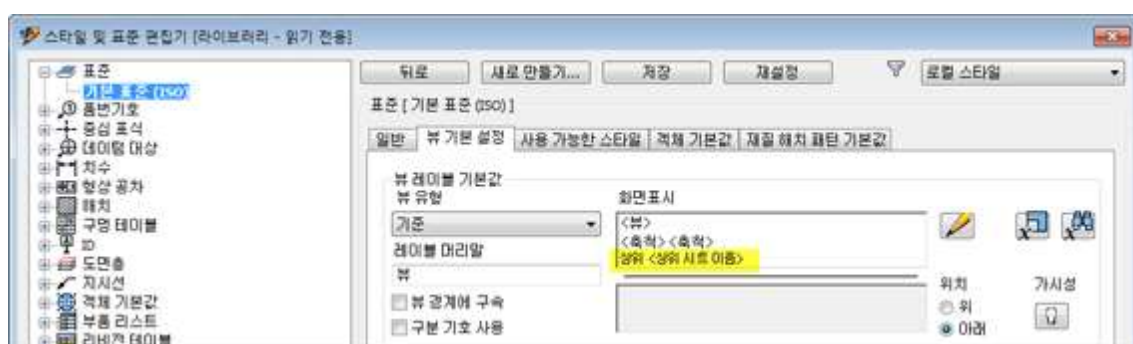 스타일 및 표준 편집기 [라이브러리 - 읽기 전용]
표준
기본 표준 (ISO)
품번기호
중심 표식
데이텀 대상
치수
형상 공차
해치
구멍 테이블
ID
도면층
지시선
객체 기본값
부품 리스트
리비전 테이블
뒤로
새로 만들기...
저장
재설정
로컬 스타일
표준 [ 기본 표준 (ISO) ]
일반
뷰 기본 설정
사용 가능한 스타일
객체 기본값
재질 해치 패턴 기본값
뷰 레이블 기본값
뷰 유형
기준
레이블 머리말
뷰
뷰 경계에 구속
구분 기호 사용
화면표시
<뷰>
<축척> <축척>
상위 <상위 시트 이름>
위치
위
아래
가시성